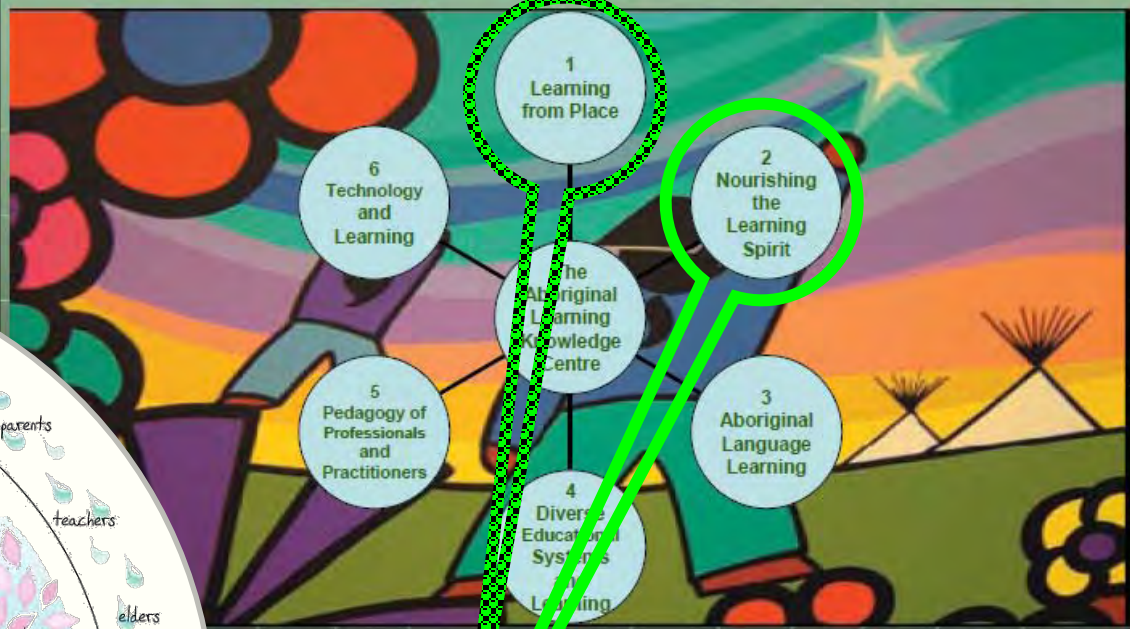 1
Learning
from Place
2
Nourishing
the
Learning
Spirit
3
Aboriginal
Language
Learning
4
Diverse
Educational
Systems
and
Learning
5
Pedagogy of
Professionals
and
Practitioners
6
Technology
and
Learning
The
Aboriginal
Learning
Knowledge
Centre
parents
teachers
elders